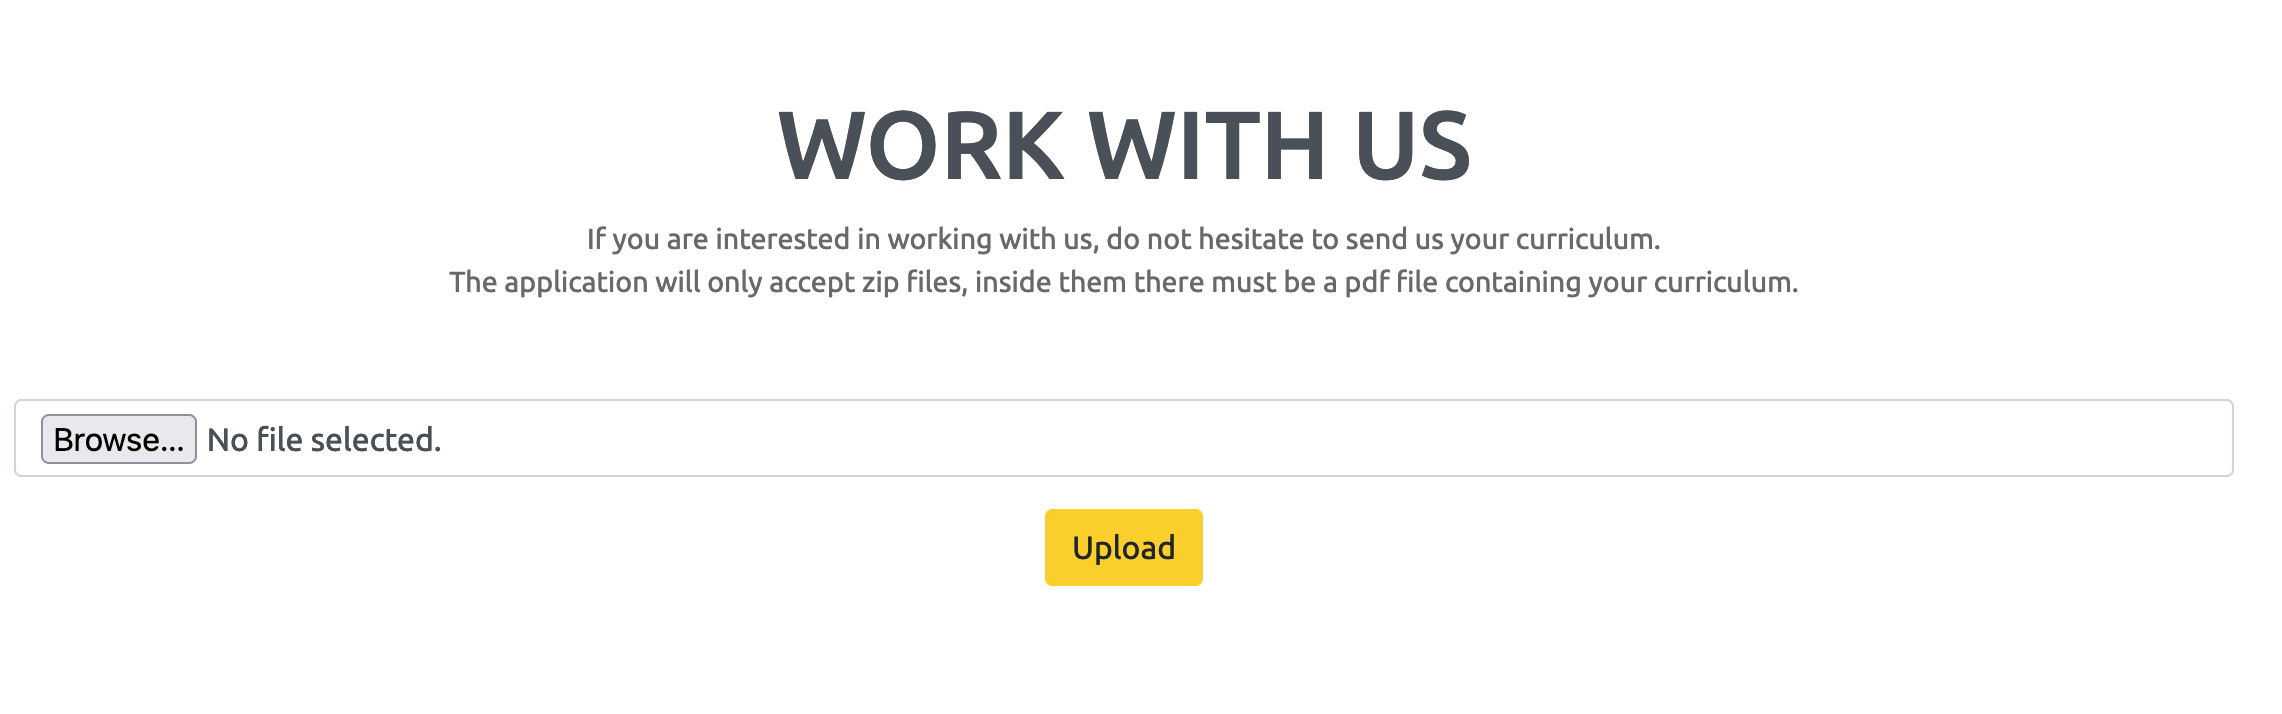 WORK WITH US
If you are interested in working with us, do not hesitate to send us your curriculum.
The application will only accept zip files, inside them there must be a pdf file containing your curriculum.
Browse... No file selected.
Upload